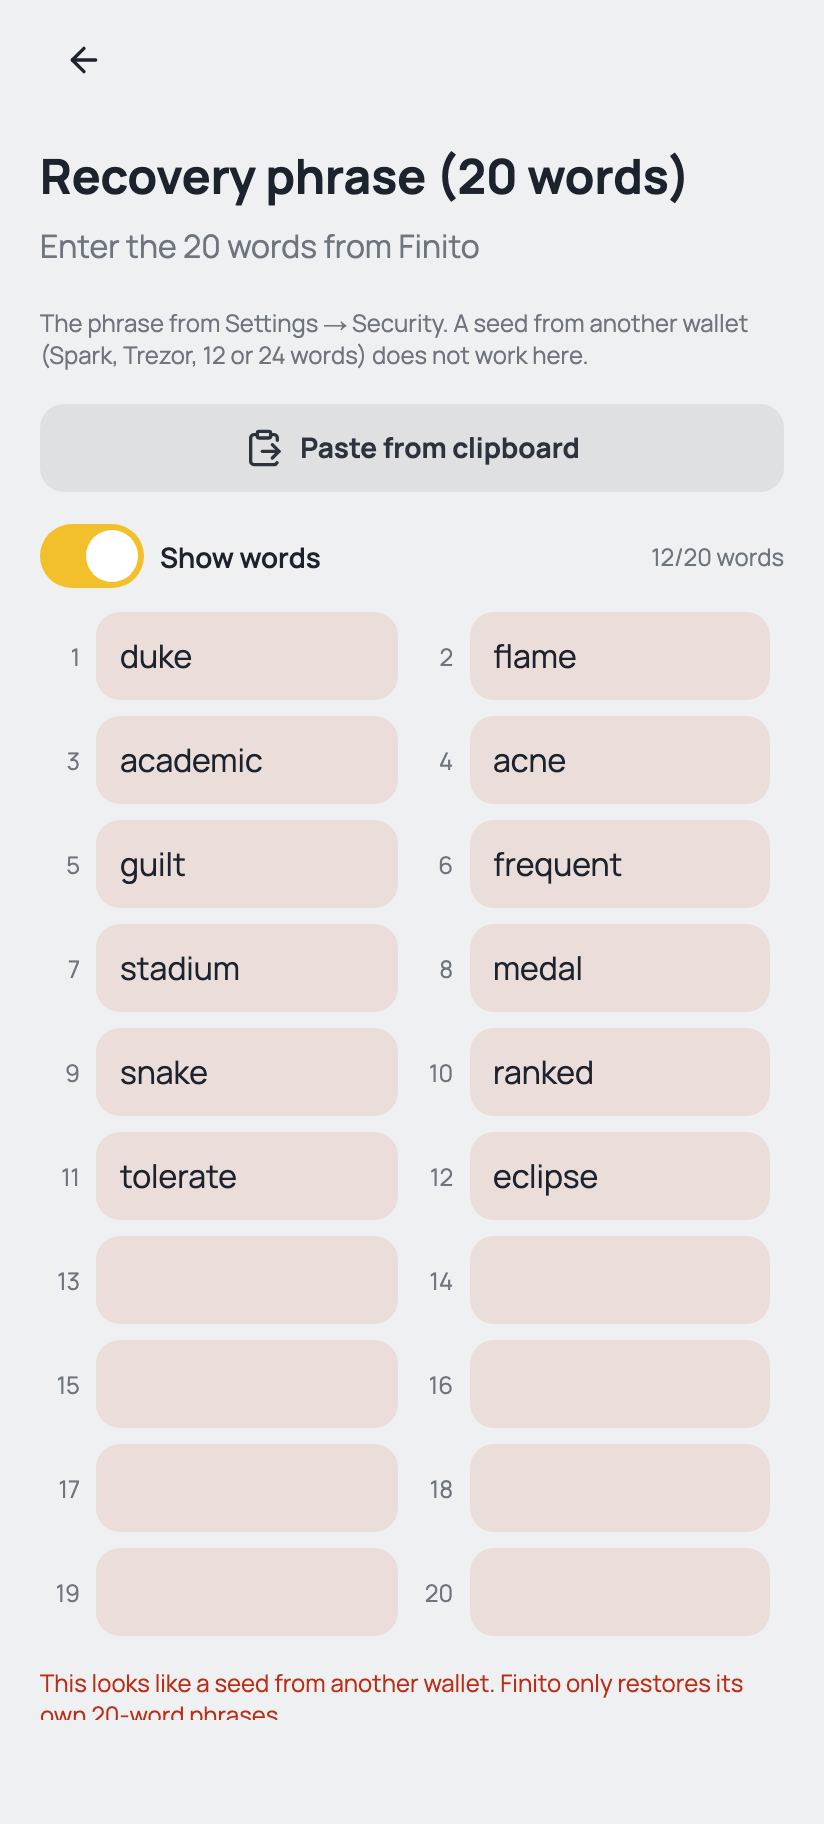 Recovery phrase (20 words)
Enter the 20 words from Finito
The phrase from Settings → Security. A seed from another wallet
(Spark, Trezor, 12 or 24 words) does not work here.
Paste from clipboard
Show words
12/20 words
1 duke
2 flame
3 academic
4 acne
5 guilt
6 frequent
7 stadium
8 medal
9 snake
10 ranked
11 tolerate
12 eclipse
13
14
15
16
17
18
19
20
This looks like a seed from another wallet. Finito only restores its
own 20-word phrases